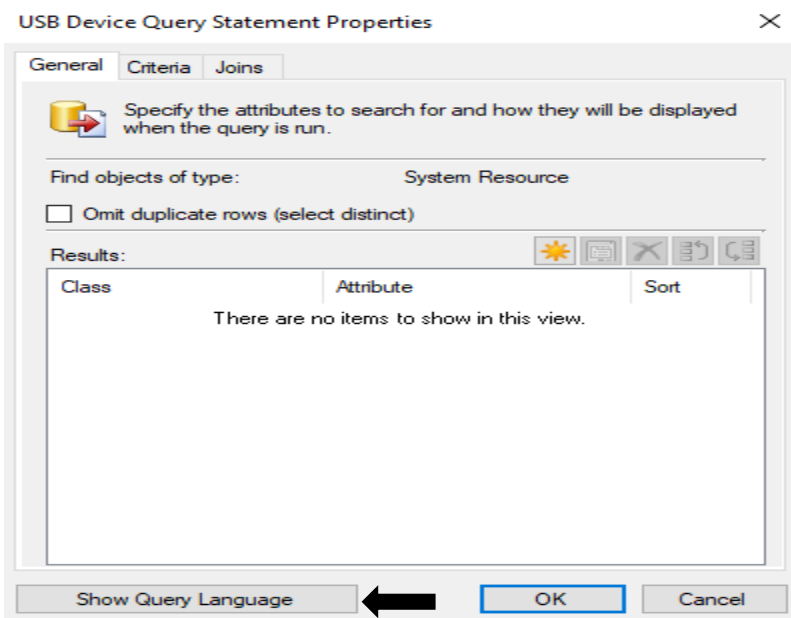 USB Device Query Statement Properties
General Criteria Joins
Specify the attributes to search for and how they will be displayed
when the query is run.
Find objects of type: System Resource
Omit duplicate rows (select distinct)
Results:
Class Attribute Sort
There are no items to show in this view.
Show Query Language OK Cancel